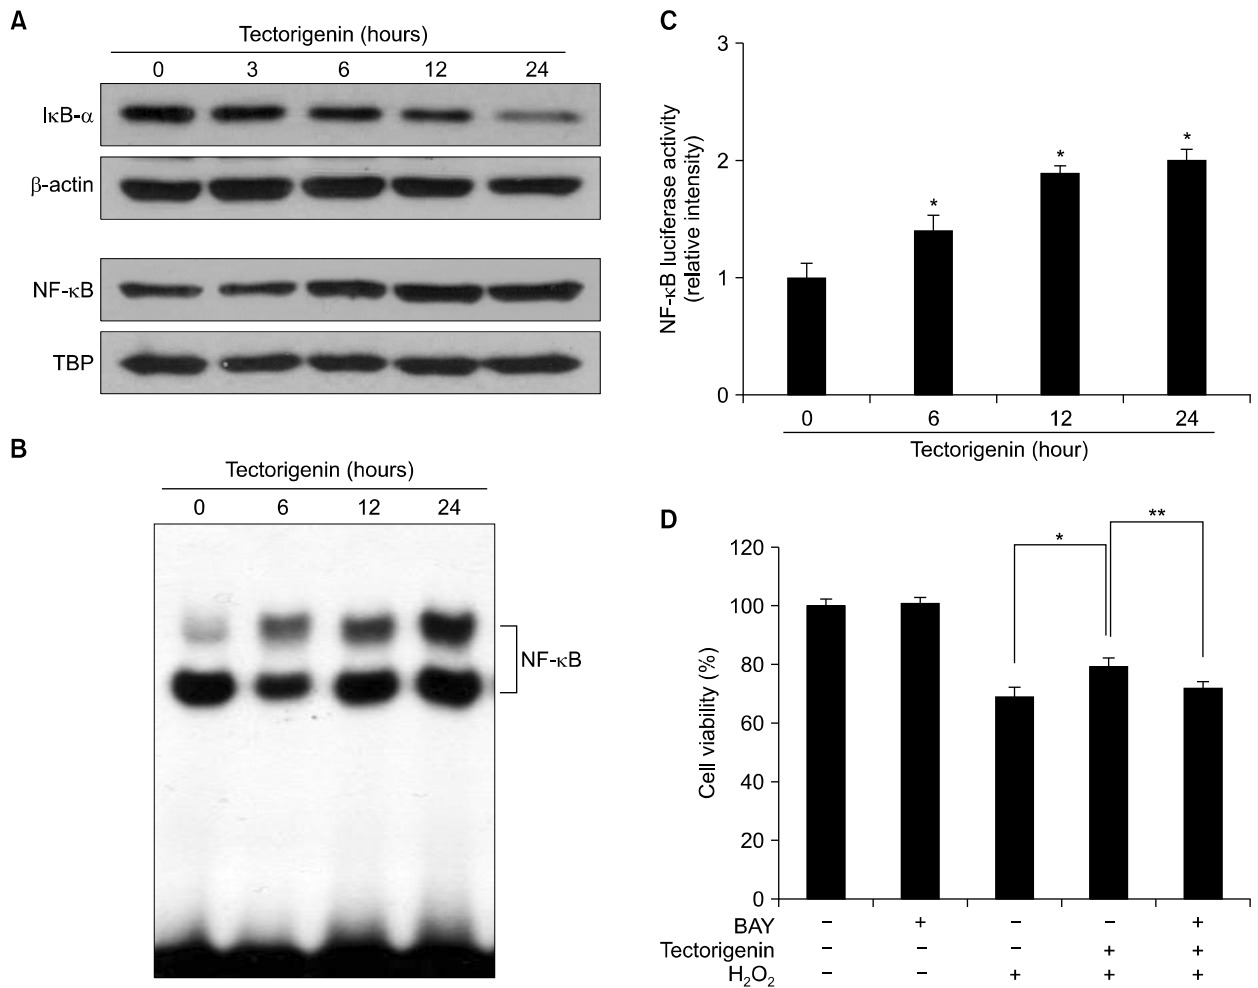 A
Tectorigenin (hours)
0 3 6 12 24
IκB-α
β-actin
NF-κB
TBP
B
Tectorigenin (hours)
0 6 12 24
NF-κB
C
NF-κB luciferase activity
(relative intensity)
3
2
1
0
* * *
0 6 12 24
Tectorigenin (hour)
D
Cell viability (%)
120
100
80
60
40
20
0
* **
BAY − + − − +
Tectorigenin − − − + +
H₂O₂ − − + + +